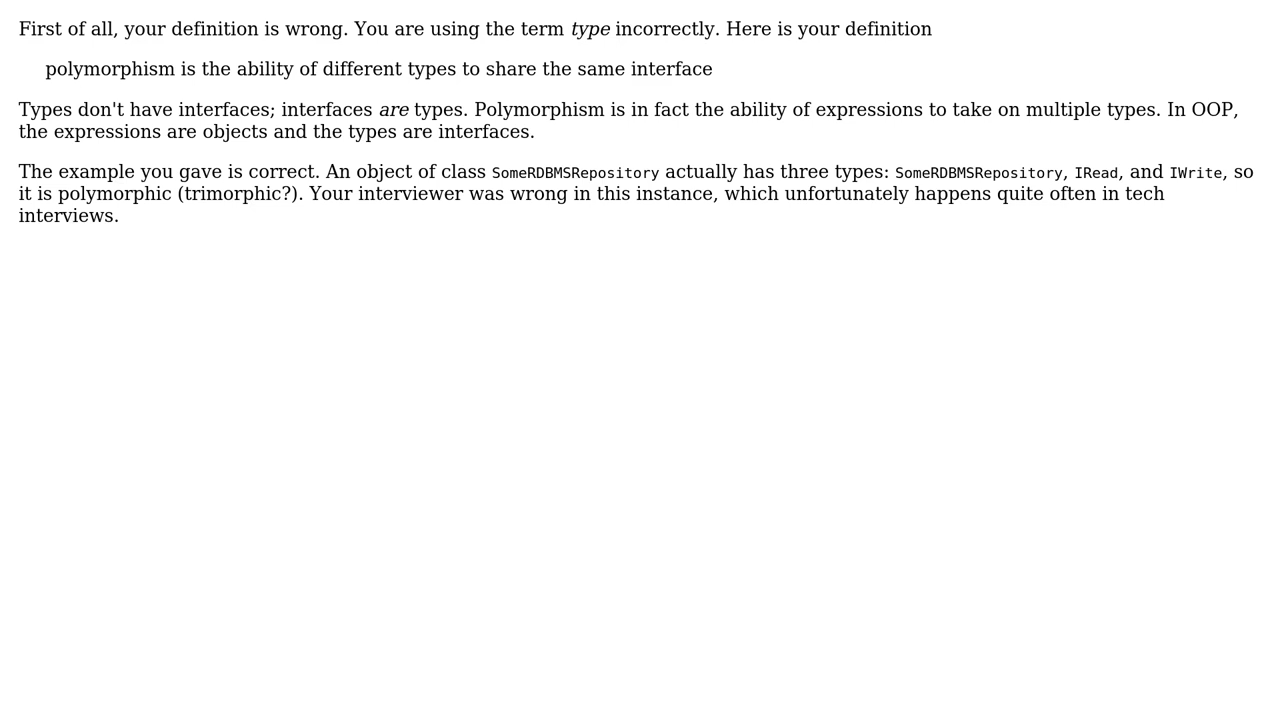 First of all, your definition is wrong. You are using the term type incorrectly. Here is your definition
polymorphism is the ability of different types to share the same interface
Types don't have interfaces; interfaces are types. Polymorphism is in fact the ability of expressions to take on multiple types. In OOP,
the expressions are objects and the types are interfaces.
The example you gave is correct. An object of class SomeRDBMSRepository actually has three types: SomeRDBMSRepository, IRead, and IWrite, so
it is polymorphic (trimorphic?). Your interviewer was wrong in this instance, which unfortunately happens quite often in tech
interviews.